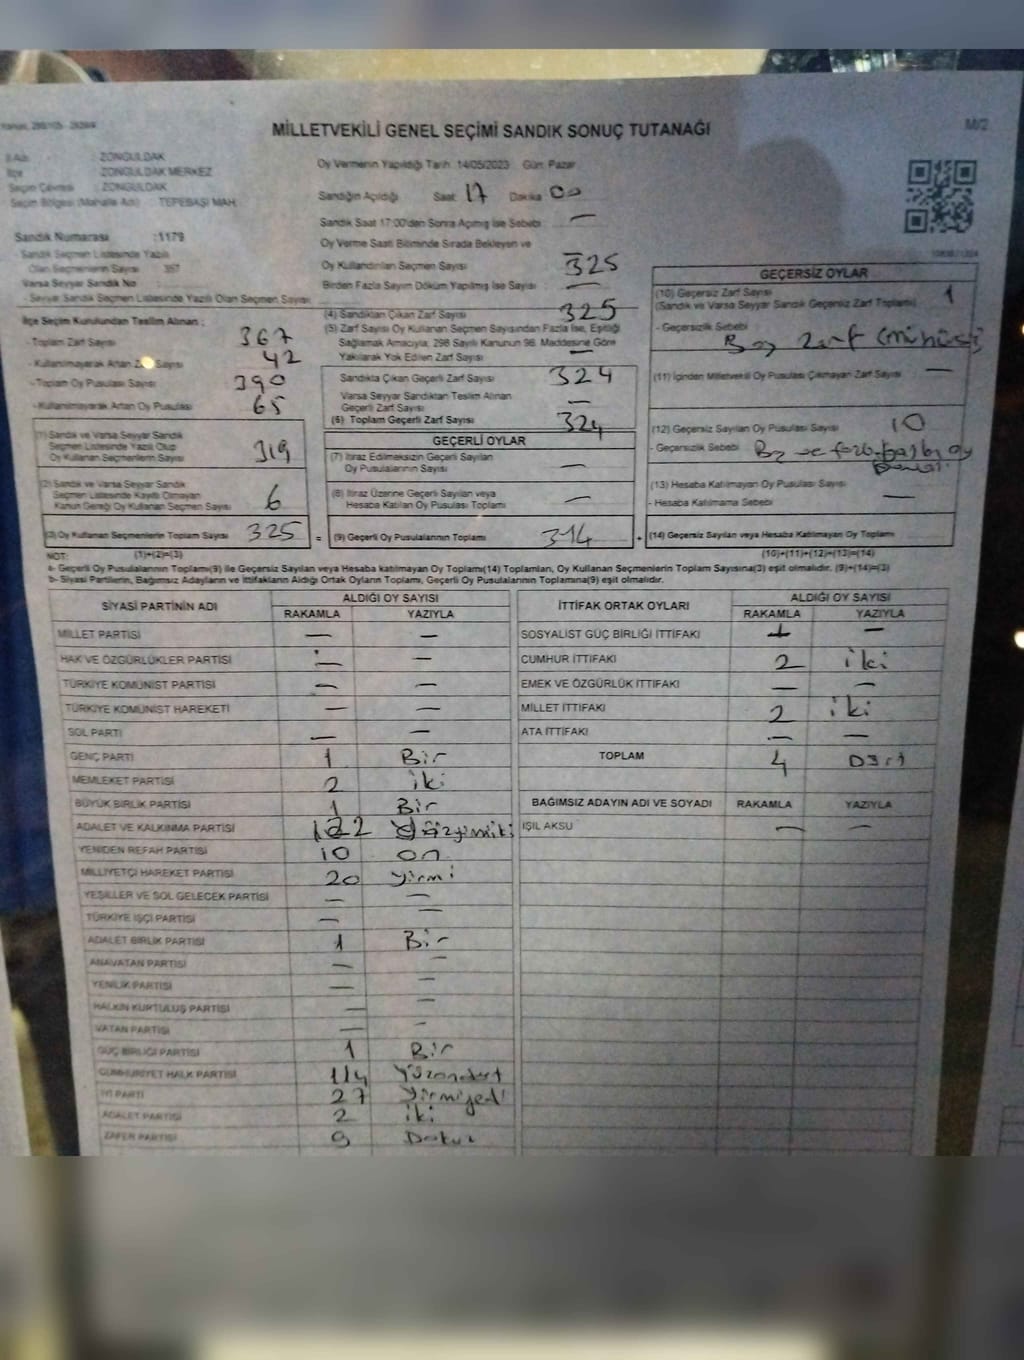 MİLLETVEKİLİ GENEL SEÇİMİ SANDIK SONUÇ TUTANAĞI
M/2
İl Adı : ZONGULDAK
İlçe : ZONGULDAK MERKEZ
Seçim Çevresi : ZONGULDAK
Seçim Bölgesi (Mahalle Adı) : TEPEBAŞI MAH.
Sandık Numarası :1179
- Sandık Seçmen Listesinde Yazılı
Olan Seçmenlerin Sayısı 357
Varsa Seyyar Sandık No
- Seyyar Sandık Seçmen Listesinde Yazılı Olan Seçmen Sayısı
Oy Vermenin Yapıldığı Tarih 14/05/2023 Gün: Pazar
Sandığın Açıldığı Saat 17 Dakika 00
Sandık Saat 17:00'den Sonra Açılmış İse Sebebi —
Oy Verme Saati Bitiminde Sırada Bekleyen ve
Oy Kullandırılan Seçmen Sayısı 325
Birden Fazla Sayım Döküm Yapılmış İse Sayısı —
İlçe Seçim Kurulundan Teslim Alınan :
- Toplam Zarf Sayısı 367
- Kullanılmayarak Artan Zarf Sayısı 42
- Toplam Oy Pusulası Sayısı 390
- Kullanılmayarak Artan Oy Pusulası 65
(4) Sandıktan Çıkan Zarf Sayısı 325
(5) Zarf Sayısı Oy Kullanan Seçmen Sayısından Fazla İse, Eşitliği
Sağlamak Amacıyla, 298 Sayılı Kanunun 98. Maddesine Göre
Yakılarak Yok Edilen Zarf Sayısı —
Sandıkta Çıkan Geçerli Zarf Sayısı 324
Varsa Seyyar Sandıktan Teslim Alınan
Geçerli Zarf Sayısı —
(6) Toplam Geçerli Zarf Sayısı 324
GEÇERSİZ OYLAR
(10) Geçersiz Zarf Sayısı 1
(Sandık ve Varsa Seyyar Sandık Geçersiz Zarf Toplamı)
- Geçersizlik Sebebi
Boş zarf
(11) İçinden Milletvekili Oy Pusulası Çıkmayan Zarf Sayısı —
(12) Geçersiz Sayılan Oy Pusulası Sayısı 10
- Geçersizlik Sebebi Boş ve
(13) Hesaba Katılmayan Oy Pusulası Sayısı
- Hesaba Katılmama Sebebi —
(1) Sandık ve Varsa Seyyar Sandık
Seçmen Listesinde Yazılı Olup
Oy Kullanan Seçmenlerin Sayısı 319
(2) Sandık ve Varsa Seyyar Sandık
Seçmen Listesinde Kayıtlı Olmayan
Kanun Gereği Oy Kullanan Seçmen Sayısı 6
GEÇERLİ OYLAR
(7) İtiraz Edilmeksizin Geçerli Sayılan
Oy Pusulalarının Sayısı —
(8) İtiraz Üzerine Geçerli Sayılan veya
Hesaba Katılan Oy Pusulası Toplamı —
(3) Oy Kullanan Seçmenlerin Toplam Sayısı 325 = (9) Geçerli Oy Pusulalarının Toplamı 314 + (14) Geçersiz Sayılan veya Hesaba Katılmayan Oy Toplamı
NOT: (1)+(2)=(3) (10)+(11)+(12)+(13)=(14)
a- Geçerli Oy Pusulalarının Toplamı(9) ile Geçersiz Sayılan veya Hesaba katılmayan Oy Toplamı(14) Toplamları, Oy Kullanan Seçmenlerin Toplam Sayısına(3) eşit olmalıdır. (9)+(14)=(3)
b- Siyasi Partilerin, Bağımsız Adayların ve İttifakların Aldığı Ortak Oyların Toplamı, Geçerli Oy Pusulalarının Toplamına(9) eşit olmalıdır.
SİYASİ PARTİNİN ADI ALDIĞI OY SAYISI
RAKAMLA YAZIYLA
MİLLET PARTİSİ — —
HAK VE ÖZGÜRLÜKLER PARTİSİ — —
TÜRKİYE KOMÜNİST PARTİSİ — —
TÜRKİYE KOMÜNİST HAREKETİ — —
SOL PARTİ — —
GENÇ PARTİ 1 Bir
MEMLEKET PARTİSİ 2 iki
BÜYÜK BİRLİK PARTİSİ 1 Bir
ADALET VE KALKINMA PARTİSİ 122
YENİDEN REFAH PARTİSİ 10 on
MİLLİYETÇİ HAREKET PARTİSİ 20 yirmi
YEŞİLLER VE SOL GELECEK PARTİSİ — —
TÜRKİYE İŞÇİ PARTİSİ — —
ADALET BİRLİK PARTİSİ 1 Bir
ANAVATAN PARTİSİ — —
YENİLİK PARTİSİ — —
HALKIN KURTULUŞ PARTİSİ — —
VATAN PARTİSİ — —
GÜÇ BİRLİĞİ PARTİSİ 1 Bir
CUMHURİYET HALK PARTİSİ 114 Yüzondört
İYİ PARTİ 27 Yirmiyedi
ADALET PARTİSİ 2 iki
ZAFER PARTİSİ 9 Dokuz
İTTİFAK ORTAK OYLARI ALDIĞI OY SAYISI
RAKAMLA YAZIYLA
SOSYALİST GÜÇ BİRLİĞİ İTTİFAKI — —
CUMHUR İTTİFAKI 2 iki
EMEK VE ÖZGÜRLÜK İTTİFAKI — —
MİLLET İTTİFAKI 2 iki
ATA İTTİFAKI — —
TOPLAM 4 Dört
BAĞIMSIZ ADAYIN ADI VE SOYADI RAKAMLA YAZIYLA
IŞIL AKSU — —